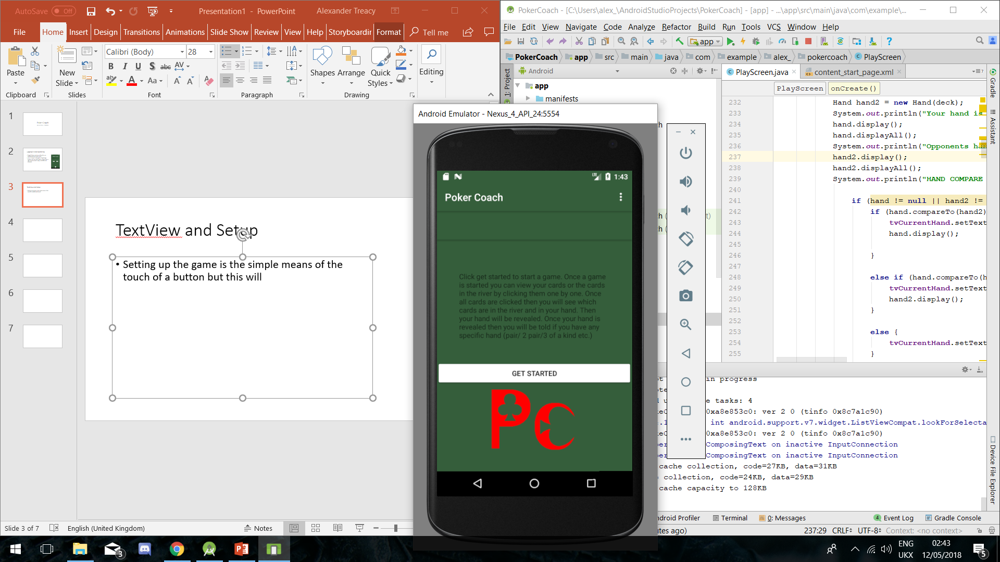 AutoSave Off
Presentation1 - PowerPoint
Alexander Treacy
File Home Insert Design Transitions Animations Slide Show Review View Help Storyboardin Format Tell me
Calibri (Body) 28
Paste
New
Slide
Shapes Arrange Quick
Styles
Editing
Clipboard Slides Font Paragraph Drawing
1
2
3
4
5
6
7
TextView and Setup
• Setting up the game is the simple means of the
touch of a button but this will
Slide 3 of 7 English (United Kingdom) Notes
Android Emulator - Nexus_4_API_24:5554
LTE 1:43
Poker Coach
Click get started to start a game. Once a game
is started you can view your cards or the cards
in the river by clicking them one by one. Once
all cards are clicked then you will see which
cards are in the river and in your hand. Then
your hand will be revealed. Once your hand is
revealed then you will be told if you have any
specific hand (pair/ 2 pair/3 of a kind etc.)
GET STARTED
PC
PokerCoach - [C:\Users\alex_\AndroidStudioProjects\PokerCoach] - [app] - ...\app\src\main\java\com\example\...
File Edit View Navigate Code Analyze Refactor Build Run Tools VCS Window Help
app
PokerCoach app src main java com example alex_ pokercoach PlayScreen
1: Project
Android
PlayScreen.java content_start_page.xml
app
manifests
PlayScreen onCreate()
232 Hand hand2 = new Hand(deck);
233 System.out.println("Your hand is
234 hand.display();
235 hand.displayAll();
236 System.out.println("Opponents han
237 hand2.display();
238 hand2.displayAll();
239 System.out.println("HAND COMPARE
240
241 if (hand != null || hand2 !=
242 if (hand.compareTo(hand2)
243 tvCurrentHand.setText
244 hand.display();
245
246 }
247
248 else if (hand.compareTo(h
249 tvCurrentHand.setText
250 hand2.display();
251 }
252
253 else {
254 tvCurrentHand.setText
255 }
in progress
e tasks: 4
0xa8e853c0: ver 2 0 (tinfo 0x8c7a1c90)
int android.support.v7.widget.ListViewCompat.lookForSelecta
0xa8e853c0: ver 2 0 (tinfo 0x8c7a1c90)
ComposingText on inactive InputConnection
ComposingText on inactive InputConnection
cache collection, code=27KB, data=31KB
collection, code=24KB, data=29KB
cache capacity to 128KB
Gradle
Assistant
Device File Explorer
ndroid Profiler Terminal 0: Messages Event Log Gradle Console
tes ago) 237:29 CRLF UTF-8 Context: <no context>
3
ENG
UKX
02:43
12/05/2018
5